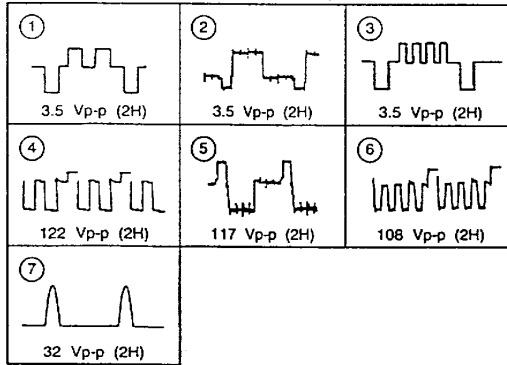 1
2
3
3.5 Vp-p (2H)
3.5 Vp-p (2H)
3.5 Vp-p (2H)
4
5
6
122 Vp-p (2H)
117 Vp-p (2H)
108 Vp-p (2H)
7
32 Vp-p (2H)